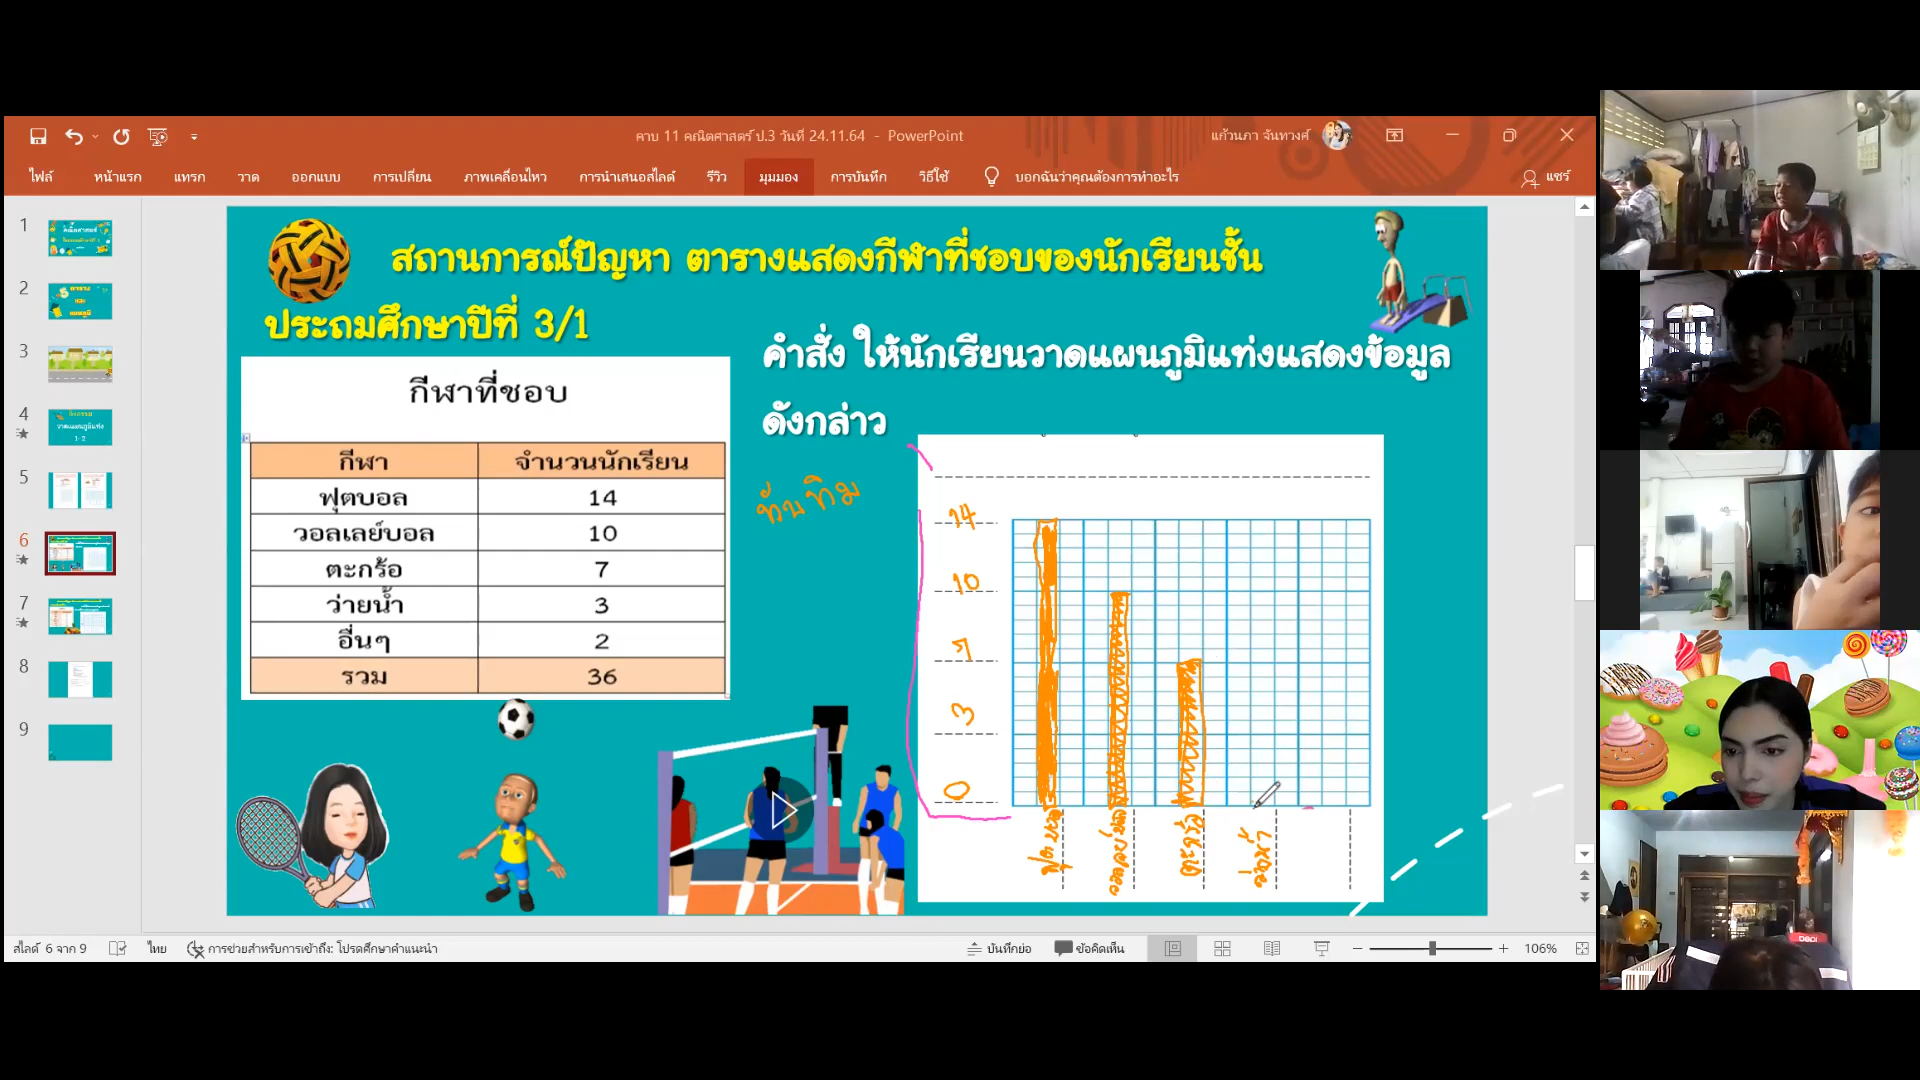 คาบ 11 คณิตศาสตร์ ป.3 วันที่ 24.11.64 - PowerPoint
แก้วนภา จันทวงศ์
ไฟล์ หน้าแรก แทรก วาด ออกแบบ การเปลี่ยน ภาพเคลื่อนไหว การนำเสนอสไลด์ รีวิว มุมมอง การบันทึก วิธีใช้ บอกฉันว่าคุณต้องการทำอะไร แชร์
1
2
3
4
5
6
7
8
9
สถานการณ์ปัญหา ตารางแสดงกีฬาที่ชอบของนักเรียนชั้น
ประถมศึกษาปีที่ 3/1
คำสั่ง ให้นักเรียนวาดแผนภูมิแท่งแสดงข้อมูล
ดังกล่าว
กีฬาที่ชอบ
กีฬา จำนวนนักเรียน
ฟุตบอล 14
วอลเลย์บอล 10
ตะกร้อ 7
ว่ายน้ำ 3
อื่นๆ 2
รวม 36
ทับทิม
14
10
7
3
0
ฟุตบอล
ตะกร้อ
สไลด์ 6 จาก 9 ไทย การช่วยสำหรับการเข้าถึง: โปรดศึกษาคำแนะนำ บันทึกย่อ ข้อคิดเห็น 106%